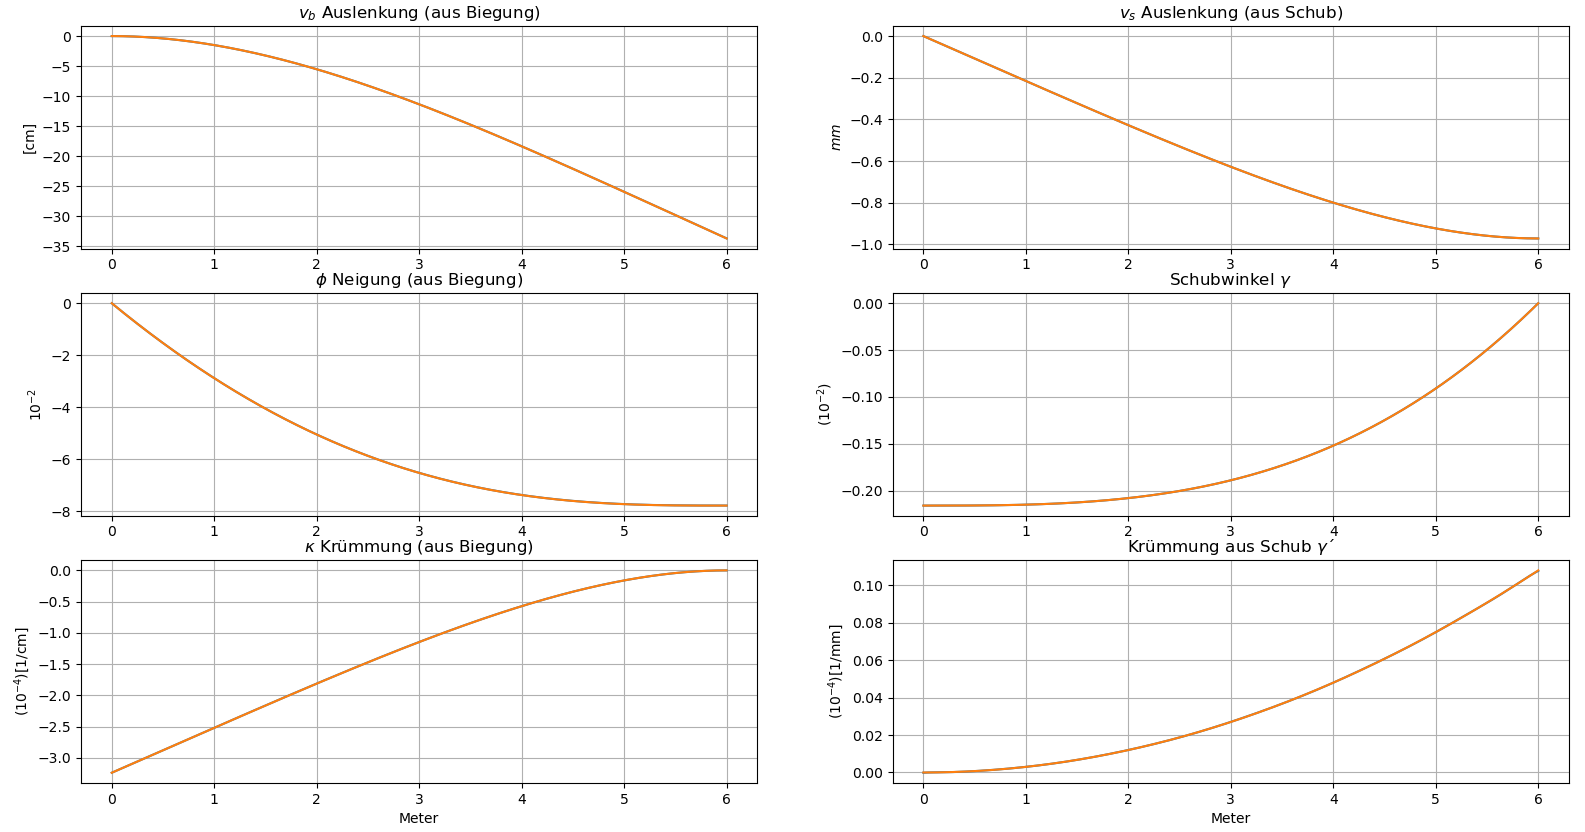 v_b Auslenkung (aus Biegung)
[cm]
0
−5
−10
−15
−20
−25
−30
−35
0 1 2 3 4 5 6
v_s Auslenkung (aus Schub)
mm
0.0
−0.2
−0.4
−0.6
−0.8
−1.0
0 1 2 3 4 5 6
ϕ Neigung (aus Biegung)
10⁻²
0
−2
−4
−6
−8
0 1 2 3 4 5 6
Schubwinkel γ
(10⁻²)
0.00
−0.05
−0.10
−0.15
−0.20
0 1 2 3 4 5 6
κ Krümmung (aus Biegung)
(10⁻⁴)[1/cm]
0.0
−0.5
−1.0
−1.5
−2.0
−2.5
−3.0
0 1 2 3 4 5 6
Meter
Krümmung aus Schub γ´
(10⁻⁴)[1/mm]
0.10
0.08
0.06
0.04
0.02
0.00
0 1 2 3 4 5 6
Meter